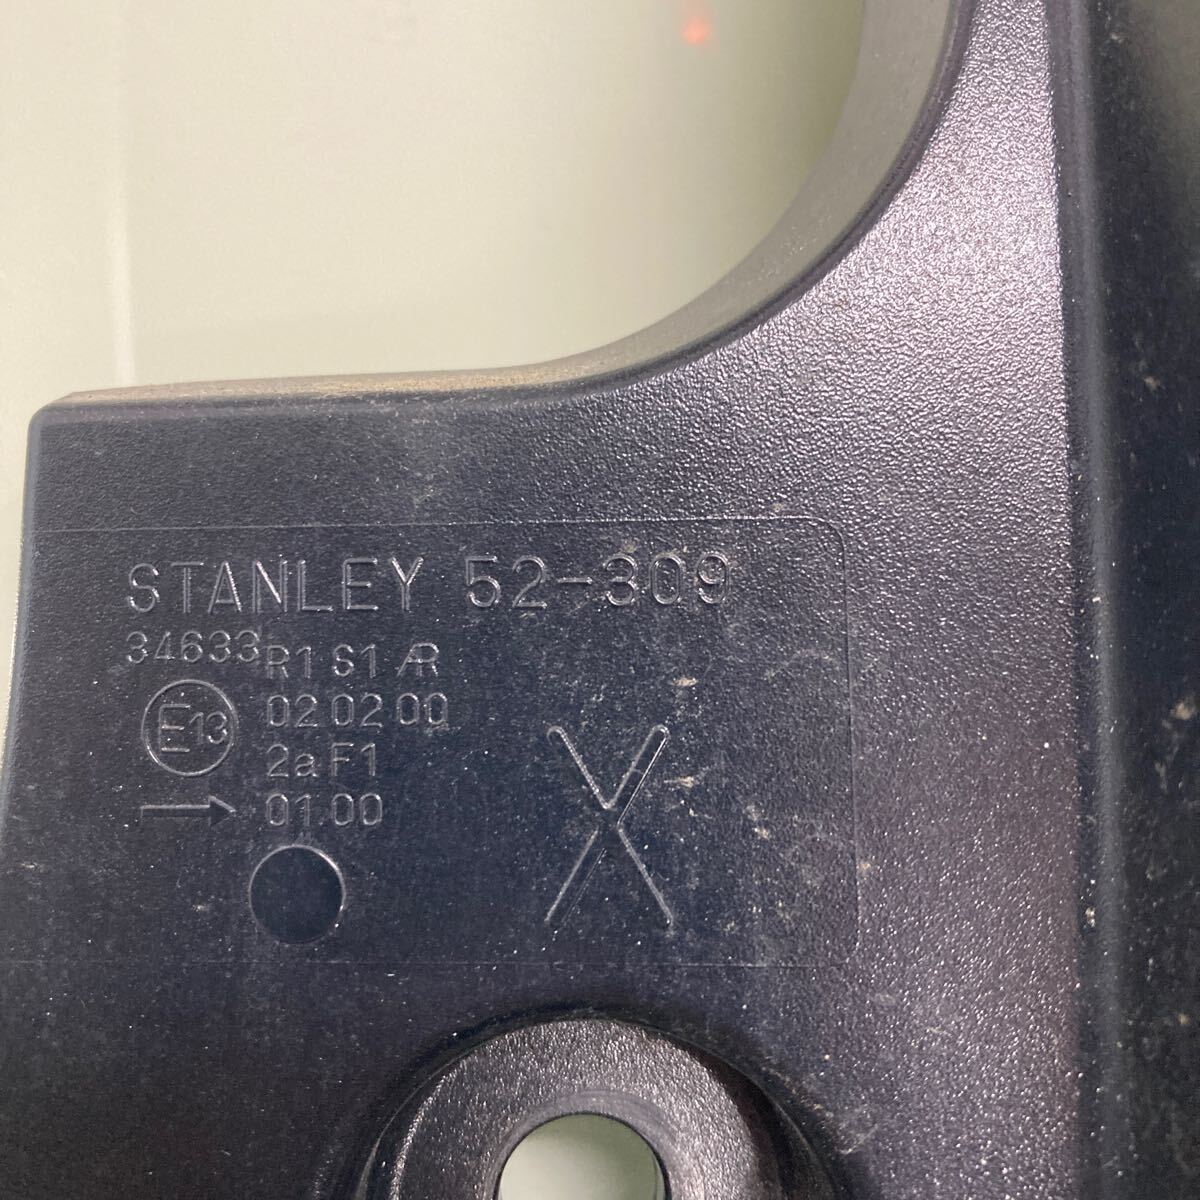 STANLEY 52-309
34633 R1 S1 AR
E13 02 02 00
2a F1
→ 01 00
X